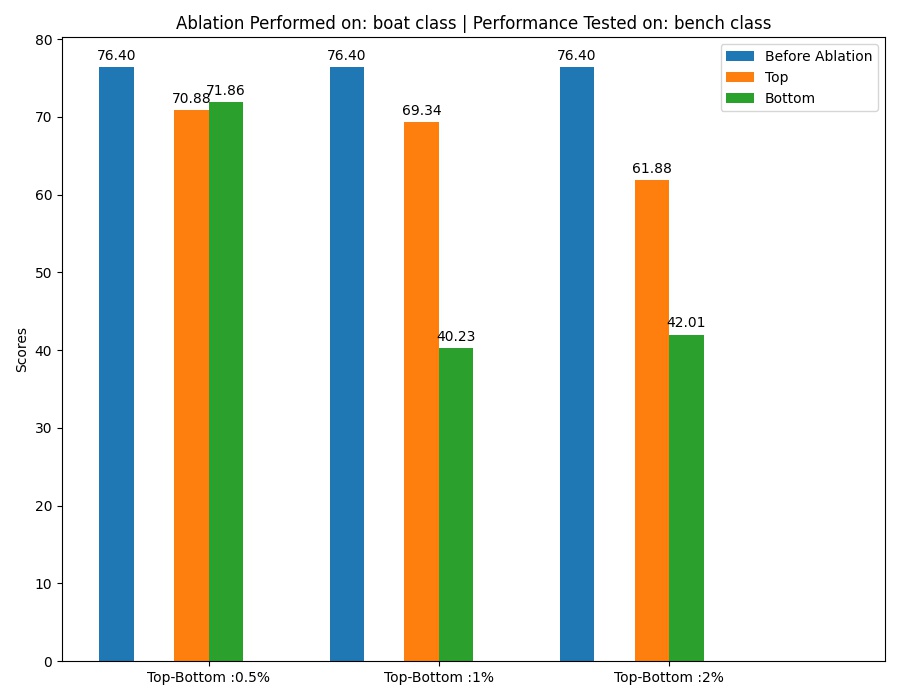 Ablation Performed on: boat class | Performance Tested on: bench class
Before Ablation
Top
Bottom
Scores
80
70
60
50
40
30
20
10
0
76.40
70.88
71.86
76.40
69.34
40.23
76.40
61.88
42.01
Top-Bottom :0.5%
Top-Bottom :1%
Top-Bottom :2%